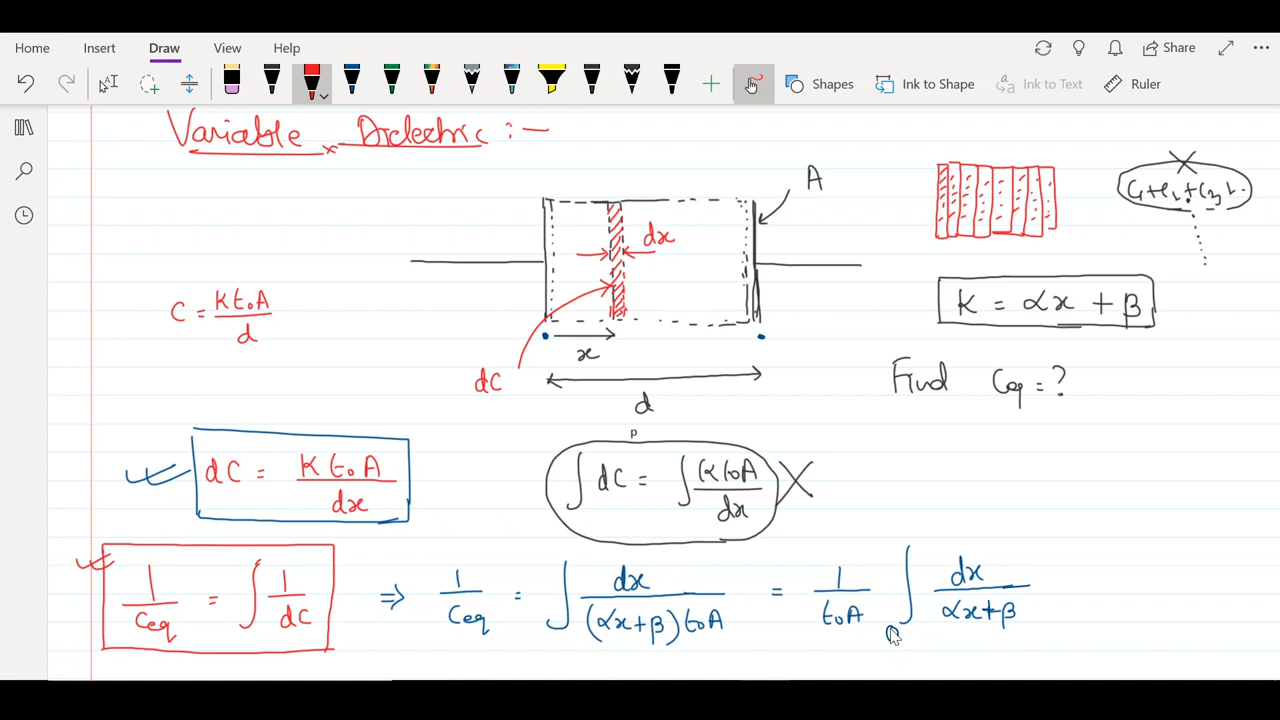 Home Insert Draw View Help Share
Shapes Ink to Shape Ink to Text Ruler
Variable Dielectric :-
A
dx
C = Kε₀A / d
K = αx + β
x
dC
Find Ceq = ?
d
P
dC = Kε₀A / dx
∫ dC = ∫ Kε₀A / dx X
1 / Ceq = ∫ 1 / dC ⇒ 1 / Ceq = ∫ dx / (αx+β) ε₀A = 1 / ε₀A ∫ dx / αx+β